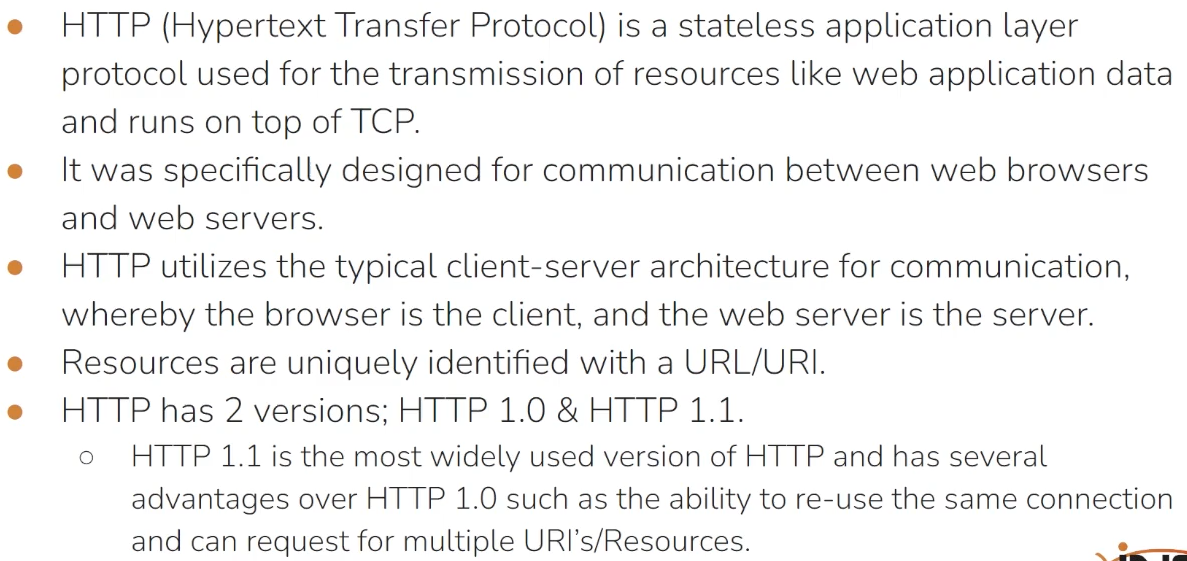 ● HTTP (Hypertext Transfer Protocol) is a stateless application layer
protocol used for the transmission of resources like web application data
and runs on top of TCP.
● It was specifically designed for communication between web browsers
and web servers.
● HTTP utilizes the typical client-server architecture for communication,
whereby the browser is the client, and the web server is the server.
● Resources are uniquely identified with a URL/URI.
● HTTP has 2 versions; HTTP 1.0 & HTTP 1.1.
○ HTTP 1.1 is the most widely used version of HTTP and has several
advantages over HTTP 1.0 such as the ability to re-use the same connection
and can request for multiple URI's/Resources.